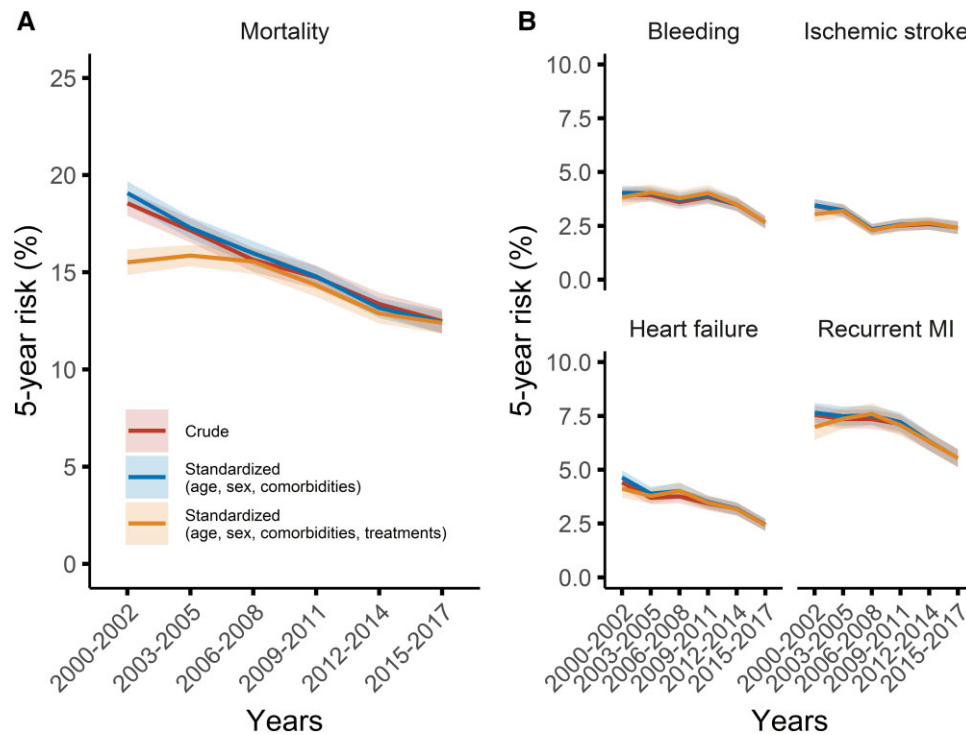 A
Mortality
5-year risk (%)
25
20
15
10
5
0
Crude
Standardized
(age, sex, comorbidities)
Standardized
(age, sex, comorbidities, treatments)
2000-2002
2003-2005
2006-2008
2009-2011
2012-2014
2015-2017
Years
B
Bleeding
Ischemic stroke
10.0
7.5
5.0
2.5
0.0
5-year risk (%)
Heart failure
Recurrent MI
10.0
7.5
5.0
2.5
0.0
2000-2002
2003-2005
2006-2008
2009-2011
2012-2014
2015-2017
2000-2002
2003-2005
2006-2008
2009-2011
2012-2014
2015-2017
Years